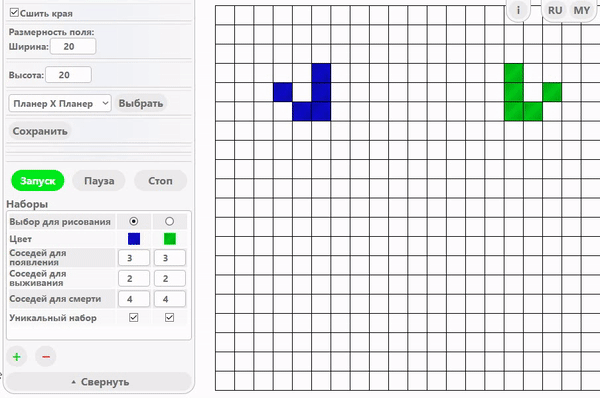 Сшить края
i
RU
MY
Размерность поля:
Ширина: 20
Высота: 20
Планер X Планер
Выбрать
Сохранить
Запуск
Пауза
Стоп
Наборы
Выбор для рисования
Цвет
Соседей для
появления
3
3
Соседей для
выживания
2
2
Соседей для смерти
4
4
Уникальный набор
+
−
Свернуть